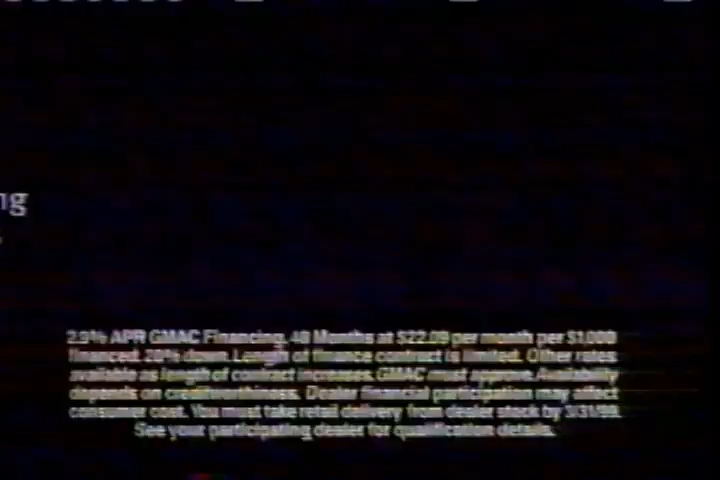 ng
2.9% APR GMAC Financing, 48 Months at $22.09 per month per $1,000
financed. 20% down. Length of finance contract is limited. Other rates
available as length of contract increases. GMAC must approve. Availability
depends on creditworthiness. Dealer financial participation may affect
consumer cost. You must take retail delivery from dealer stock by 3/31/99.
See your participating dealer for qualification details.